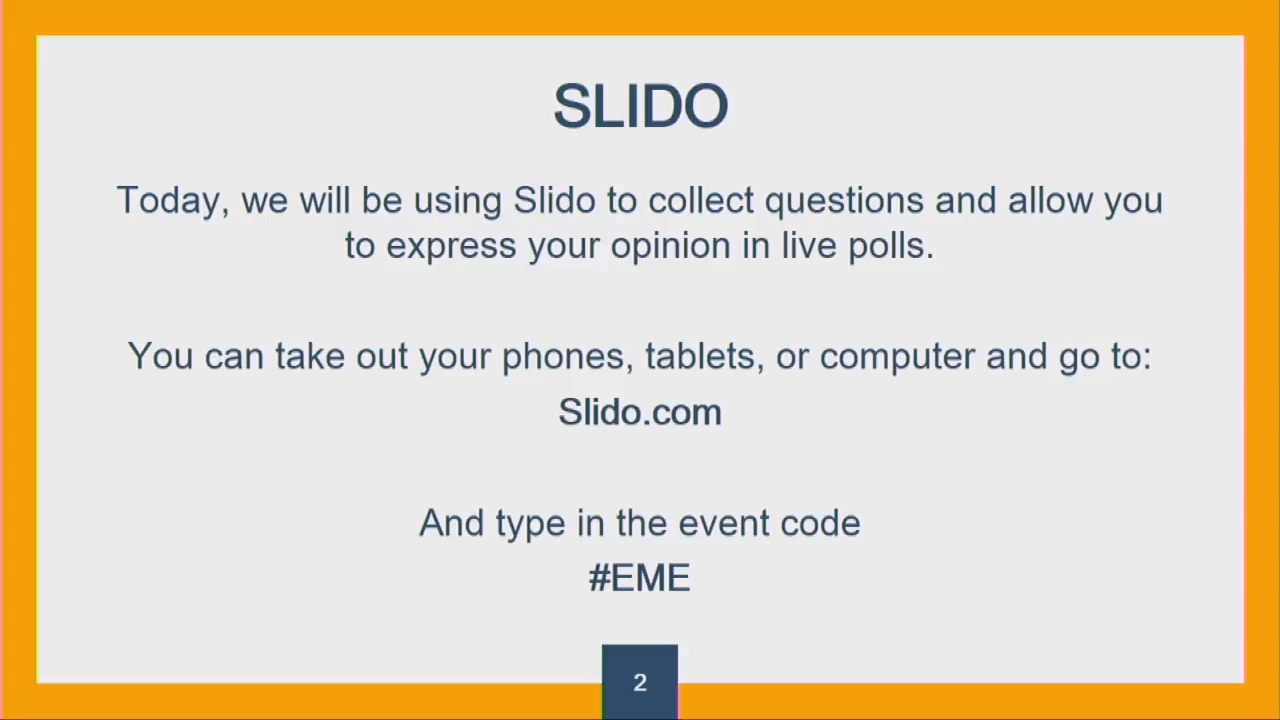 SLIDO
Today, we will be using Slido to collect questions and allow you
to express your opinion in live polls.
You can take out your phones, tablets, or computer and go to:
Slido.com
And type in the event code
#EME
2